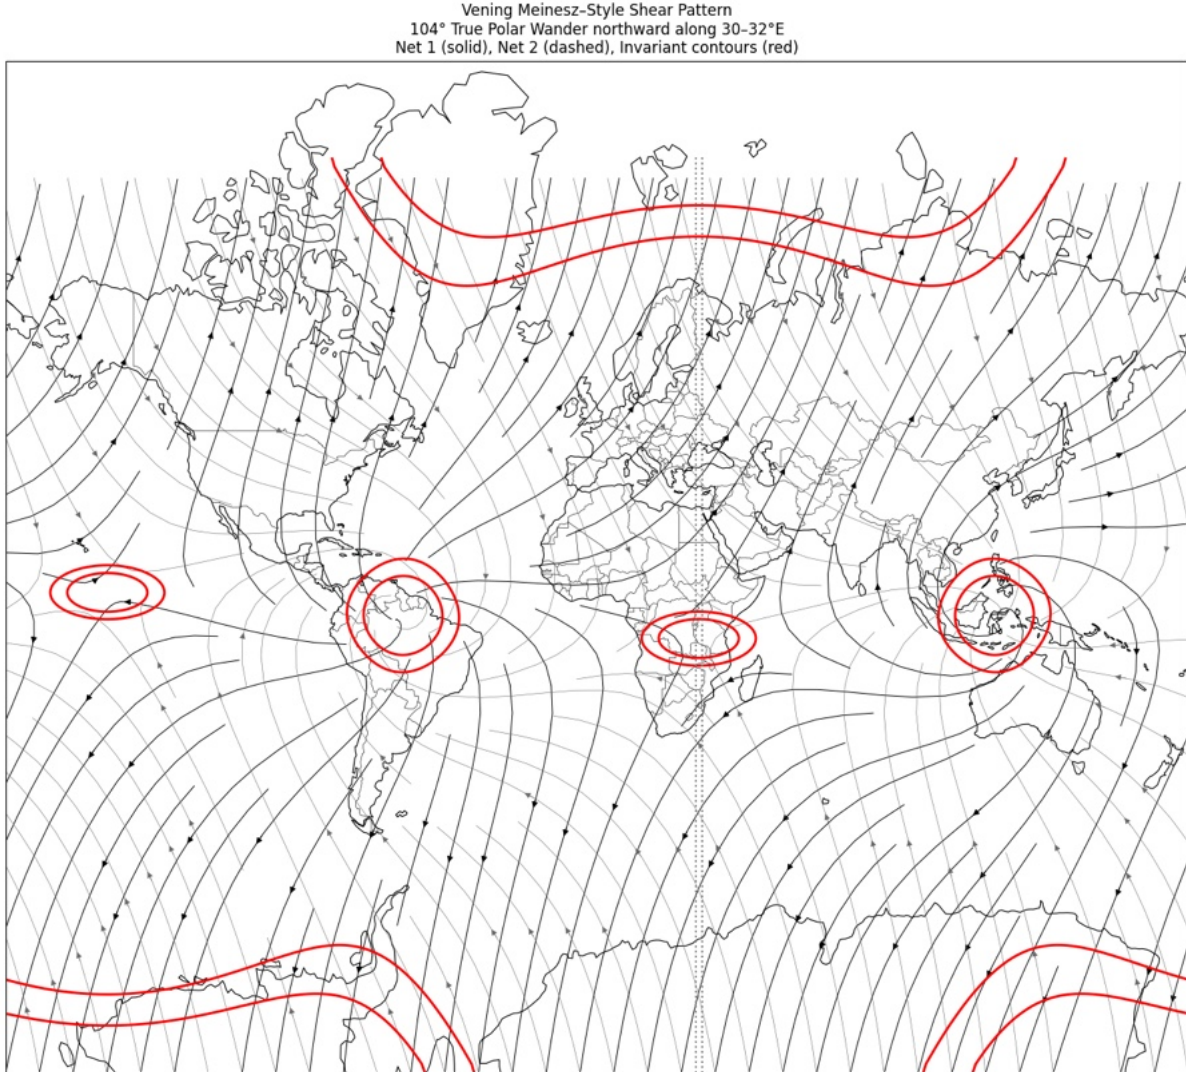 Vening Meinesz–Style Shear Pattern
104° True Polar Wander northward along 30–32°E
Net 1 (solid), Net 2 (dashed), Invariant contours (red)